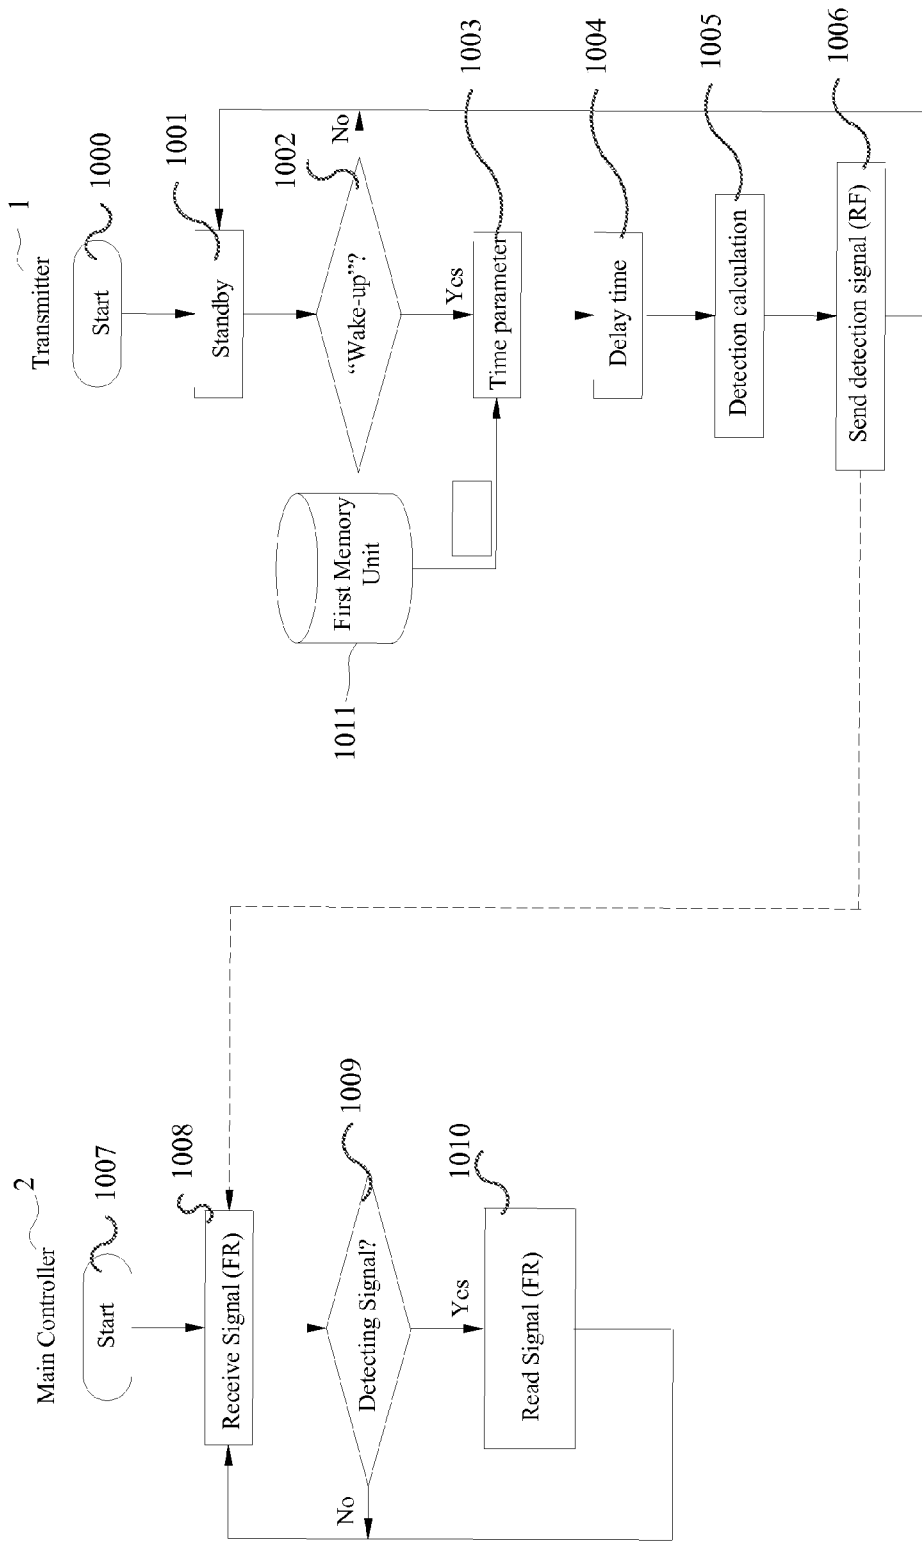 Main Controller
2
Start
1007
Receive Signal (FR)
1008
Detecting Signal?
1009
No
Yes
Read Signal (FR)
1010
Transmitter
1
Start
1000
Standby
1001
“Wake-up”?
1002
No
Yes
First Memory
Unit
1011
Time parameter
1003
Delay time
1004
Detection calculation
1005
Send detection signal (RF)
1006